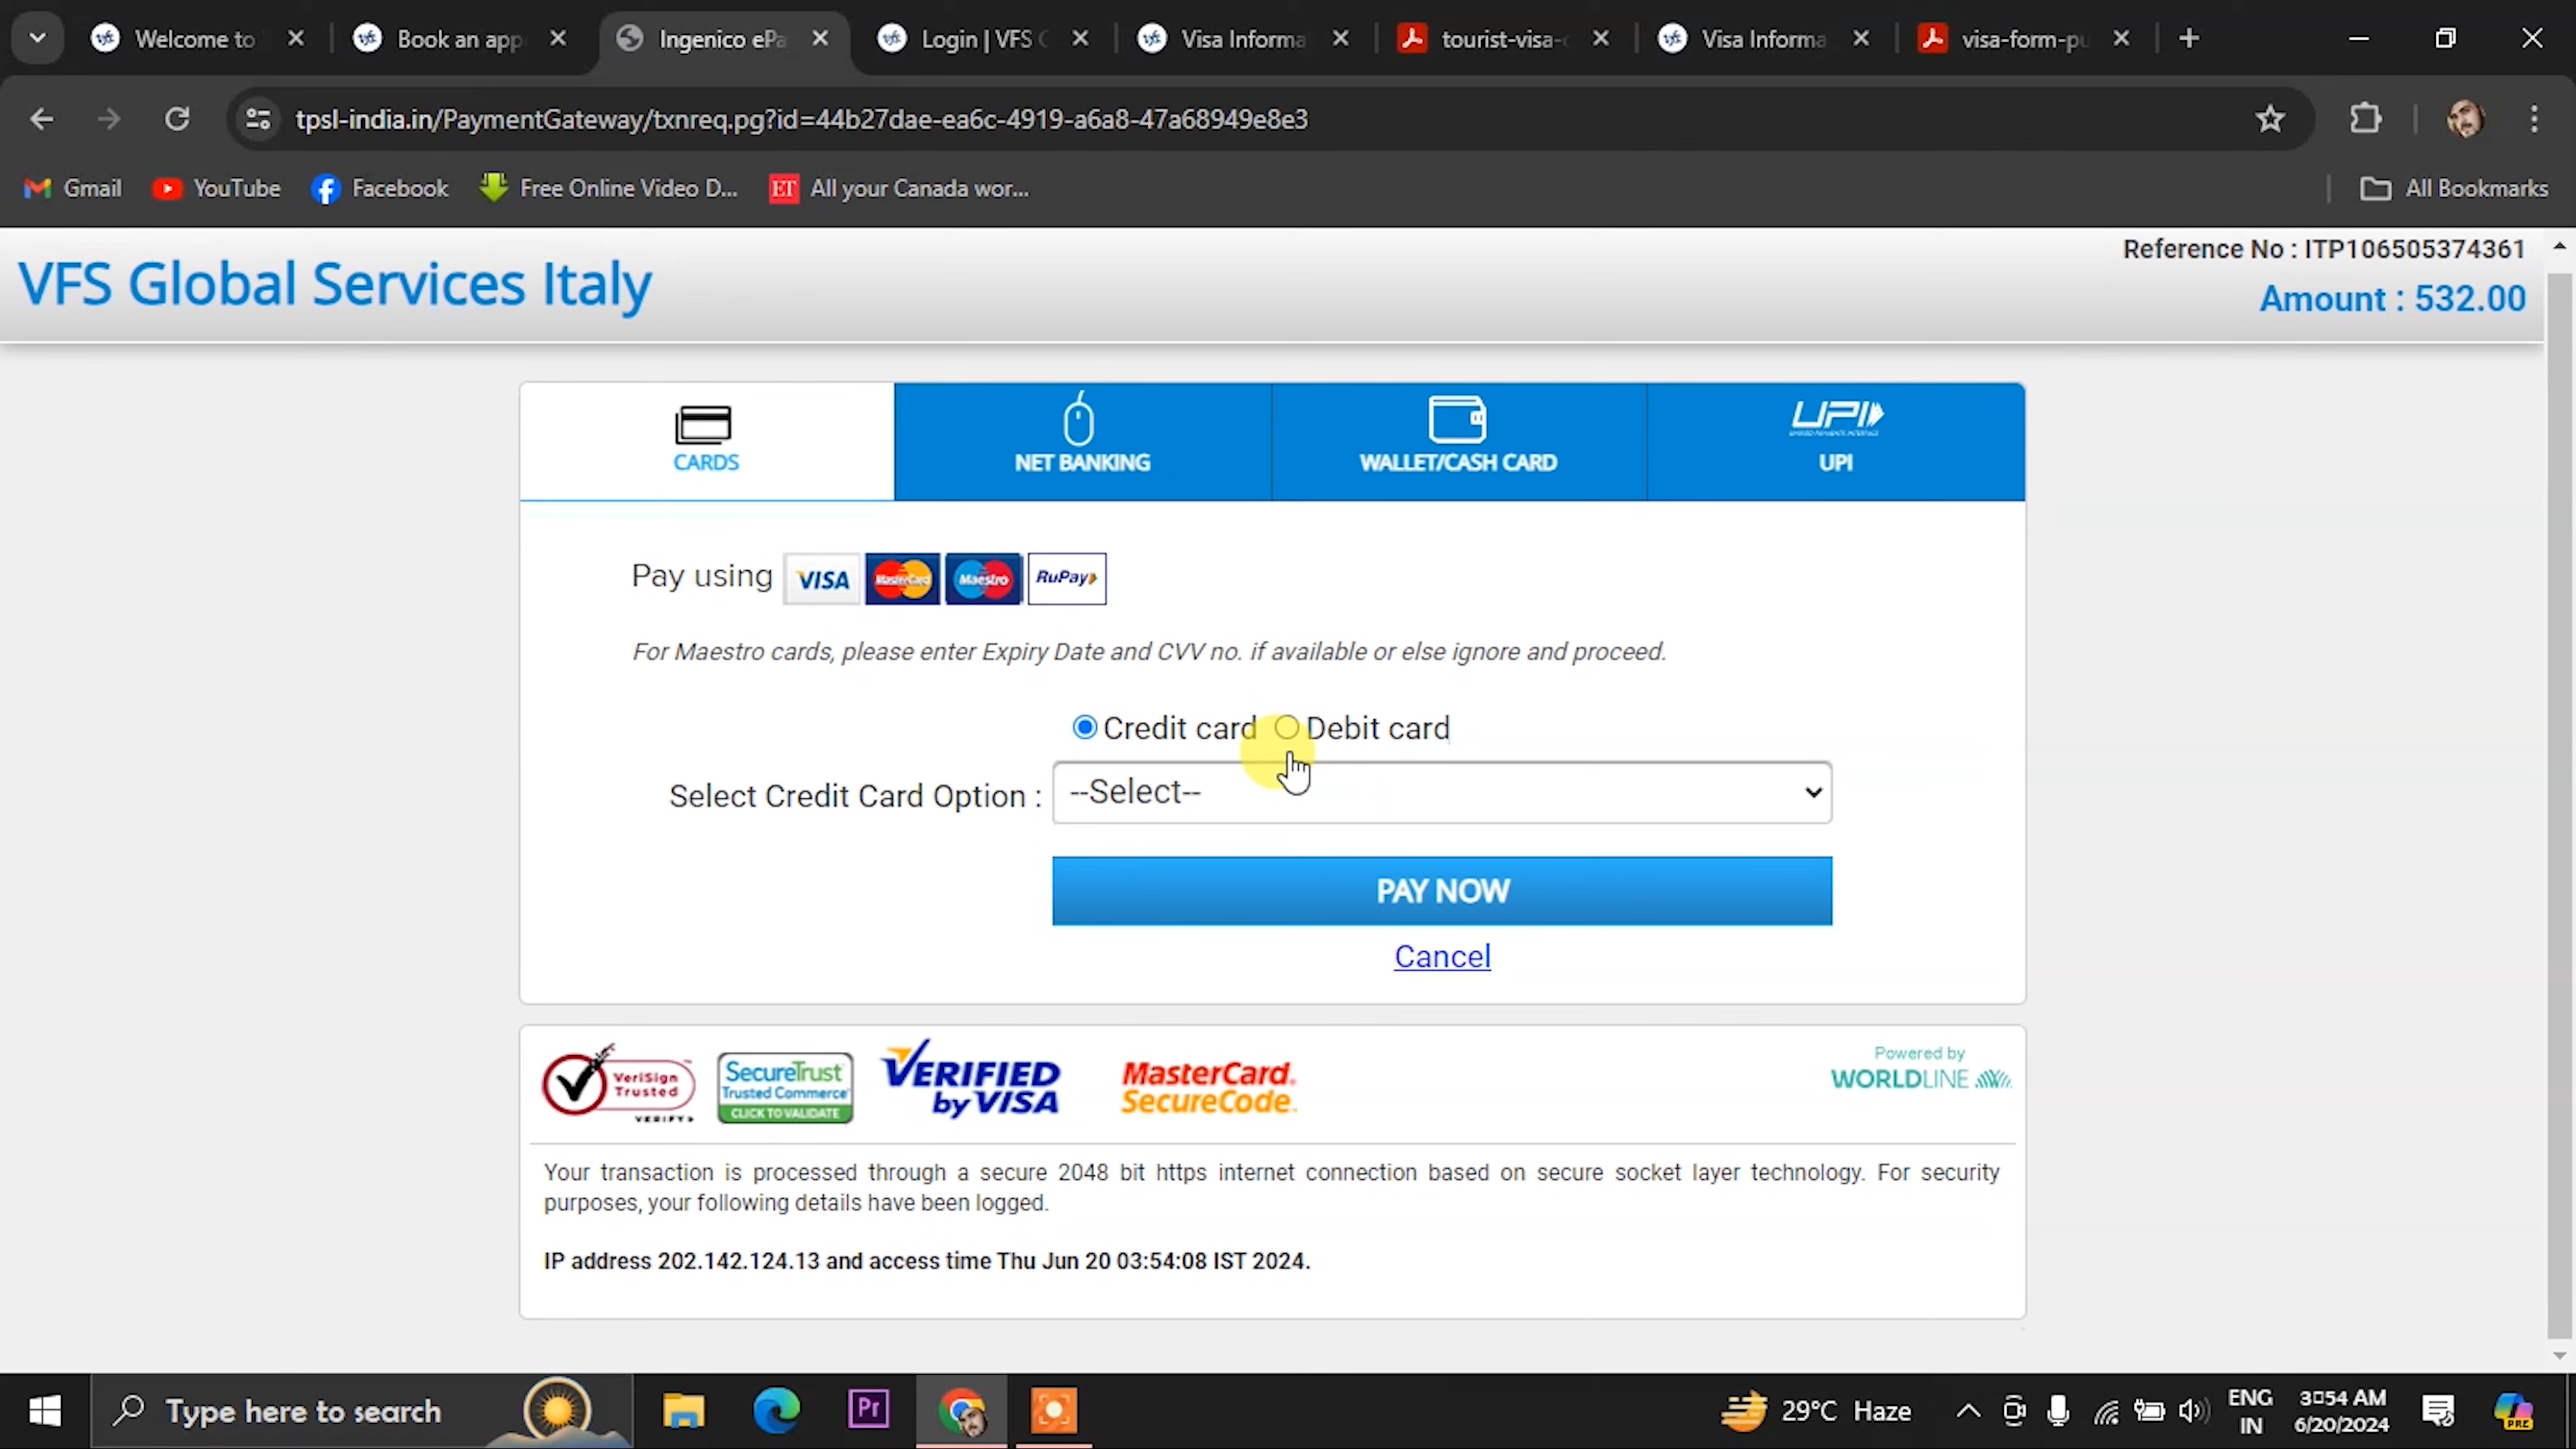 Welcome to
Book an app
Ingenico ePa
Login | VFS G
Visa Informa
tourist-visa-
Visa Informa
visa-form-pu
tpsl-india.in/PaymentGateway/txnreq.pg?id=44b27dae-ea6c-4919-a6a8-47a68949e8e3
Gmail
YouTube
Facebook
Free Online Video D...
ET All your Canada wor...
All Bookmarks
VFS Global Services Italy
Reference No : ITP106505374361
Amount : 532.00
CARDS
NET BANKING
WALLET/CASH CARD
UPI
UPI
Pay using VISA MasterCard Maestro RuPay
For Maestro cards, please enter Expiry Date and CVV no. if available or else ignore and proceed.
Credit card Debit card
Select Credit Card Option : --Select--
PAY NOW
Cancel
VeriSign
Trusted
VERIFY
SecureTrust
Trusted Commerce
CLICK TO VALIDATE
VERIFIED
by VISA
MasterCard.
SecureCode.
Powered by
WORLDLINE
Your transaction is processed through a secure 2048 bit https internet connection based on secure socket layer technology. For security
purposes, your following details have been logged.
IP address 202.142.124.13 and access time Thu Jun 20 03:54:08 IST 2024.
Type here to search
Pr
29°C Haze
ENG
IN
3:54 AM
6/20/2024
PRE